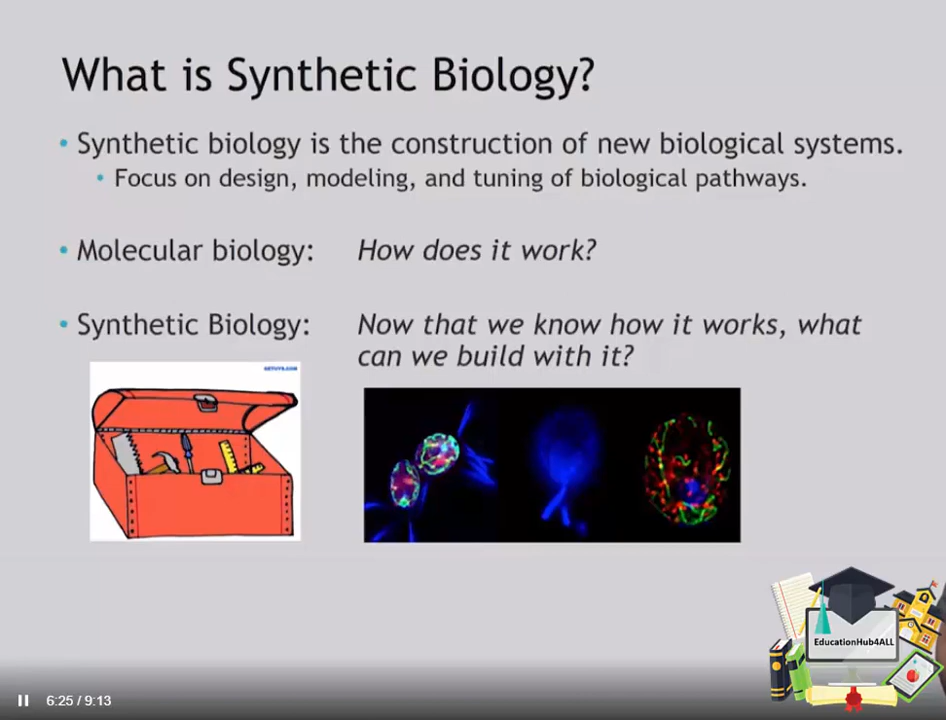 What is Synthetic Biology?
• Synthetic biology is the construction of new biological systems.
• Focus on design, modeling, and tuning of biological pathways.
• Molecular biology: How does it work?
• Synthetic Biology: Now that we know how it works, what
can we build with it?
EducationHub4ALL
6:25 / 9:13